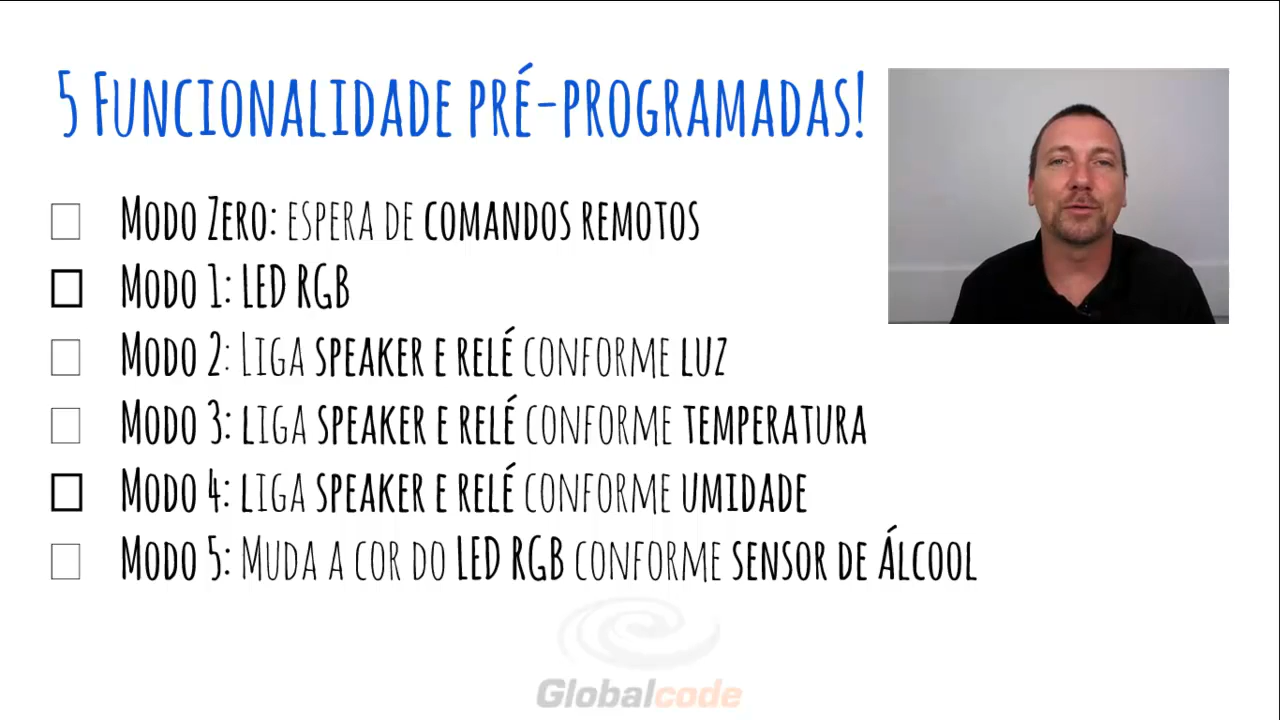 5 Funcionalidade pré-programadas!
Modo Zero: espera de comandos remotos
Modo 1: LED RGB
Modo 2: Liga speaker e relé conforme luz
Modo 3: liga speaker e relé conforme temperatura
Modo 4: liga speaker e relé conforme umidade
Modo 5: Muda a cor do LED RGB conforme sensor de Álcool
Globalcode